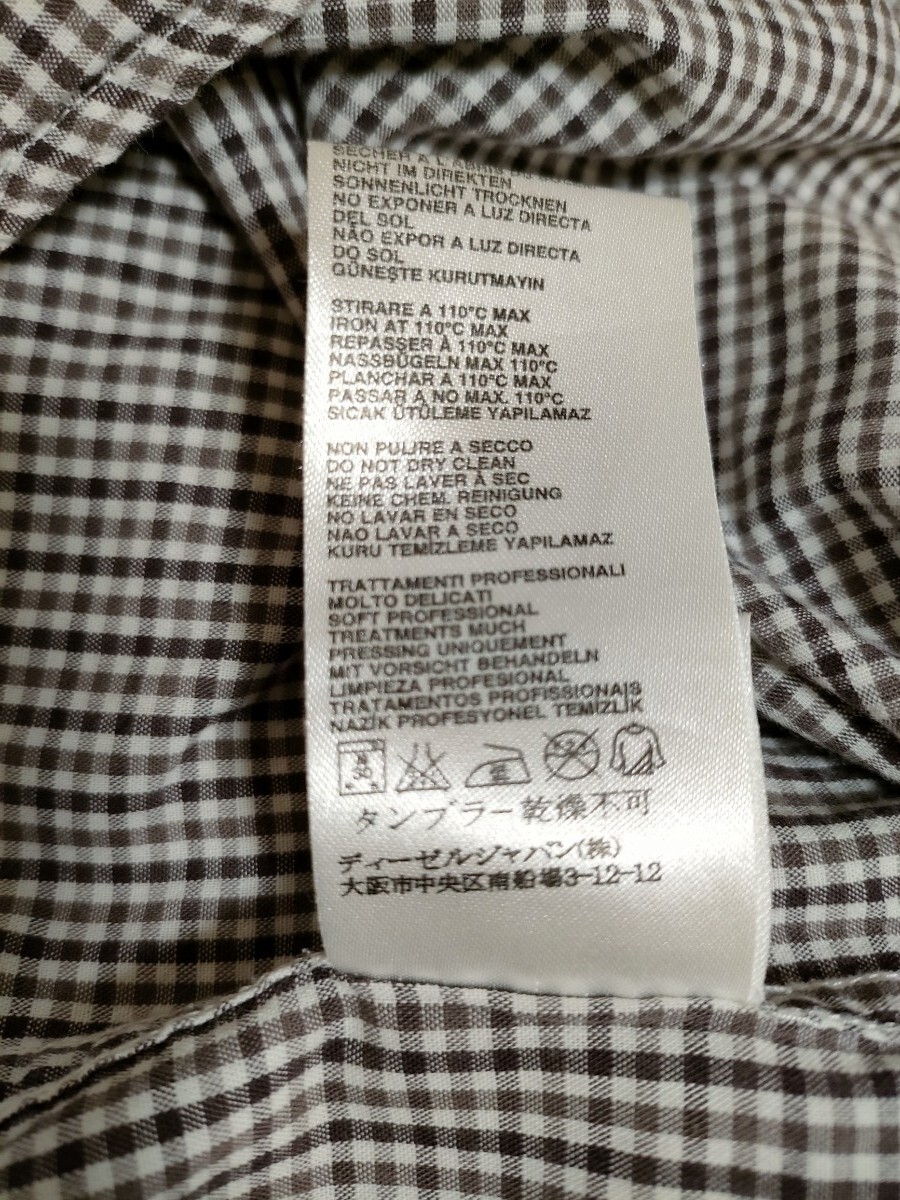 SECHER A L'ABRI
NICHT IM DIREKTEN
SONNENLICHT TROCKNEN
NO EXPONER A LUZ DIRECTA
DEL SOL
NÃO EXPOR A LUZ DIRECTA
DO SOL
GÜNEŞTE KURUTMAYIN
STIRARE A 110°C MAX
IRON AT 110°C MAX
REPASSER À 110°C MAX
NASSBÜGELN MAX 110°C
PLANCHAR A 110°C MAX
PASSAR A NO MAX. 110°C
SICAK ÜTÜLEME YAPILAMAZ
NON PULIRE A SECCO
DO NOT DRY CLEAN
NE PAS LAVER À SEC
KEINE CHEM. REINIGUNG
NO LAVAR EN SECO
NAO LAVAR A SECO
KURU TEMİZLEME YAPILAMAZ
TRATTAMENTI PROFESSIONALI
MOLTO DELICATI
SOFT PROFESSIONAL
TREATMENTS MUCH
PRESSING UNIQUEMENT
MIT VORSICHT BEHANDELN
LIMPIEZA PROFESIONAL
TRATAMENTOS PROFISSIONAIS
NAZİK PROFESYONEL TEMİZLİK
タンブラー乾燥不可
ディーゼルジャパン(株)
大阪市中央区南船場3-12-12